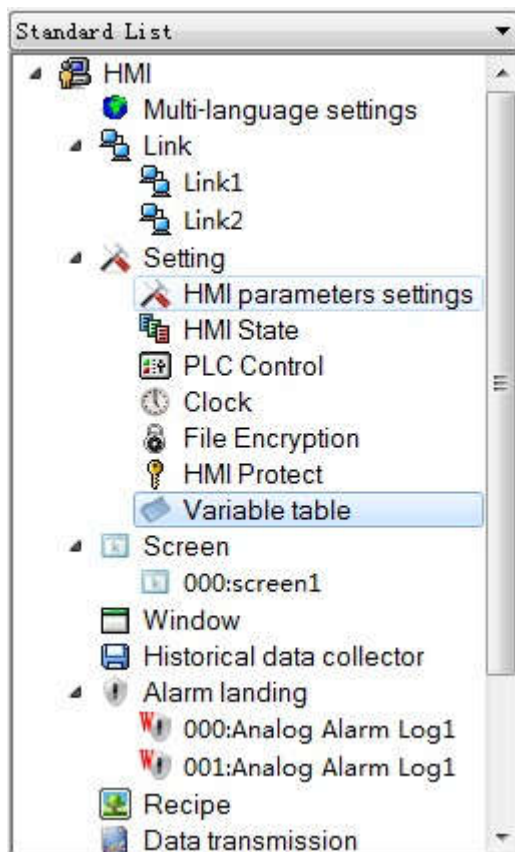 Standard List
HMI
Multi-language settings
Link
Link1
Link2
Setting
HMI parameters settings
HMI State
PLC Control
Clock
File Encryption
HMI Protect
Variable table
Screen
000:screen1
Window
Historical data collector
Alarm landing
000:Analog Alarm Log1
001:Analog Alarm Log1
Recipe
Data transmission